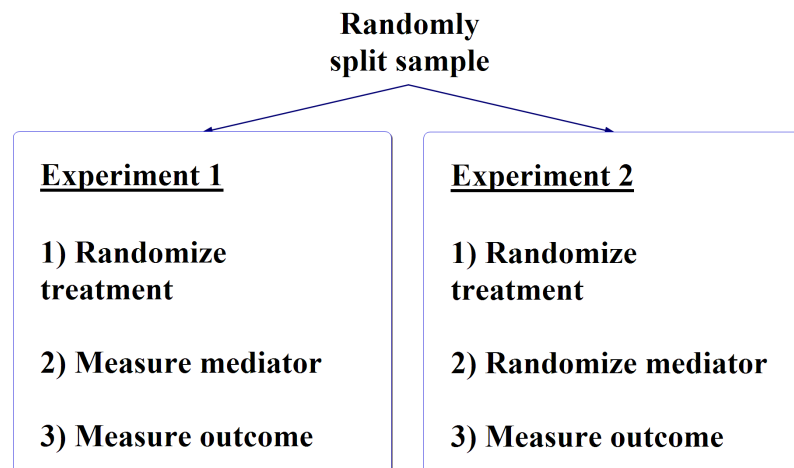 Randomly
split sample
Experiment 1
1) Randomize
treatment
2) Measure mediator
3) Measure outcome
Experiment 2
1) Randomize
treatment
2) Randomize mediator
3) Measure outcome